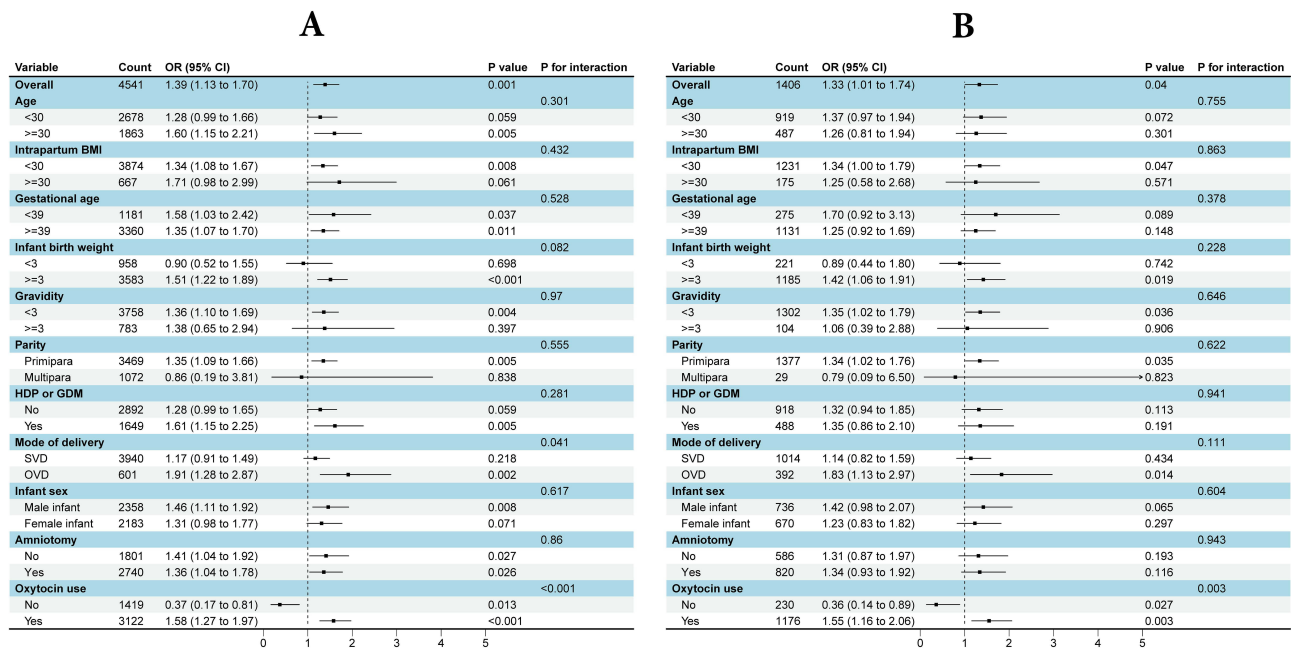 A
Variable Count OR (95% CI) P value P for interaction
Overall 4541 1.39 (1.13 to 1.70) 0.001
Age 0.301
<30 2678 1.28 (0.99 to 1.66) 0.059
>=30 1863 1.60 (1.15 to 2.21) 0.005
Intrapartum BMI 0.432
<30 3874 1.34 (1.08 to 1.67) 0.008
>=30 667 1.71 (0.98 to 2.99) 0.061
Gestational age 0.528
<39 1181 1.58 (1.03 to 2.42) 0.037
>=39 3360 1.35 (1.07 to 1.70) 0.011
Infant birth weight 0.082
<3 958 0.90 (0.52 to 1.55) 0.698
>=3 3583 1.51 (1.22 to 1.89) <0.001
Gravidity 0.97
<3 3758 1.36 (1.10 to 1.69) 0.004
>=3 783 1.38 (0.65 to 2.94) 0.397
Parity 0.555
Primipara 3469 1.35 (1.09 to 1.66) 0.005
Multipara 1072 0.86 (0.19 to 3.81) 0.838
HDP or GDM 0.281
No 2892 1.28 (0.99 to 1.65) 0.059
Yes 1649 1.61 (1.15 to 2.25) 0.005
Mode of delivery 0.041
SVD 3940 1.17 (0.91 to 1.49) 0.218
OVD 601 1.91 (1.28 to 2.87) 0.002
Infant sex 0.617
Male infant 2358 1.46 (1.11 to 1.92) 0.008
Female infant 2183 1.31 (0.98 to 1.77) 0.071
Amniotomy 0.86
No 1801 1.41 (1.04 to 1.92) 0.027
Yes 2740 1.36 (1.04 to 1.78) 0.026
Oxytocin use <0.001
No 1419 0.37 (0.17 to 0.81) 0.013
Yes 3122 1.58 (1.27 to 1.97) <0.001
0 1 2 3 4 5
B
Variable Count OR (95% CI) P value P for interaction
Overall 1406 1.33 (1.01 to 1.74) 0.04
Age 0.755
<30 919 1.37 (0.97 to 1.94) 0.072
>=30 487 1.26 (0.81 to 1.94) 0.301
Intrapartum BMI 0.863
<30 1231 1.34 (1.00 to 1.79) 0.047
>=30 175 1.25 (0.58 to 2.68) 0.571
Gestational age 0.378
<39 275 1.70 (0.92 to 3.13) 0.089
>=39 1131 1.25 (0.92 to 1.69) 0.148
Infant birth weight 0.228
<3 221 0.89 (0.44 to 1.80) 0.742
>=3 1185 1.42 (1.06 to 1.91) 0.019
Gravidity 0.646
<3 1302 1.35 (1.02 to 1.79) 0.036
>=3 104 1.06 (0.39 to 2.88) 0.906
Parity 0.622
Primipara 1377 1.34 (1.02 to 1.76) 0.035
Multipara 29 0.79 (0.09 to 6.50) 0.823
HDP or GDM 0.941
No 918 1.32 (0.94 to 1.85) 0.113
Yes 488 1.35 (0.86 to 2.10) 0.191
Mode of delivery 0.111
SVD 1014 1.14 (0.82 to 1.59) 0.434
OVD 392 1.83 (1.13 to 2.97) 0.014
Infant sex 0.604
Male infant 736 1.42 (0.98 to 2.07) 0.065
Female infant 670 1.23 (0.83 to 1.82) 0.297
Amniotomy 0.943
No 586 1.31 (0.87 to 1.97) 0.193
Yes 820 1.34 (0.93 to 1.92) 0.116
Oxytocin use 0.003
No 230 0.36 (0.14 to 0.89) 0.027
Yes 1176 1.55 (1.16 to 2.06) 0.003
0 1 2 3 4 5